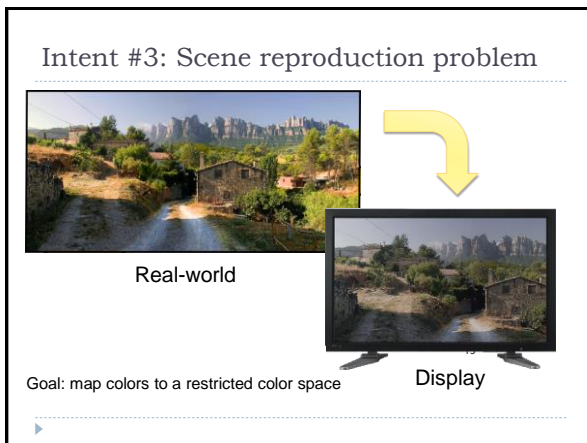 Intent #3: Scene reproduction problem
Real-world
Display
Goal: map colors to a restricted color space